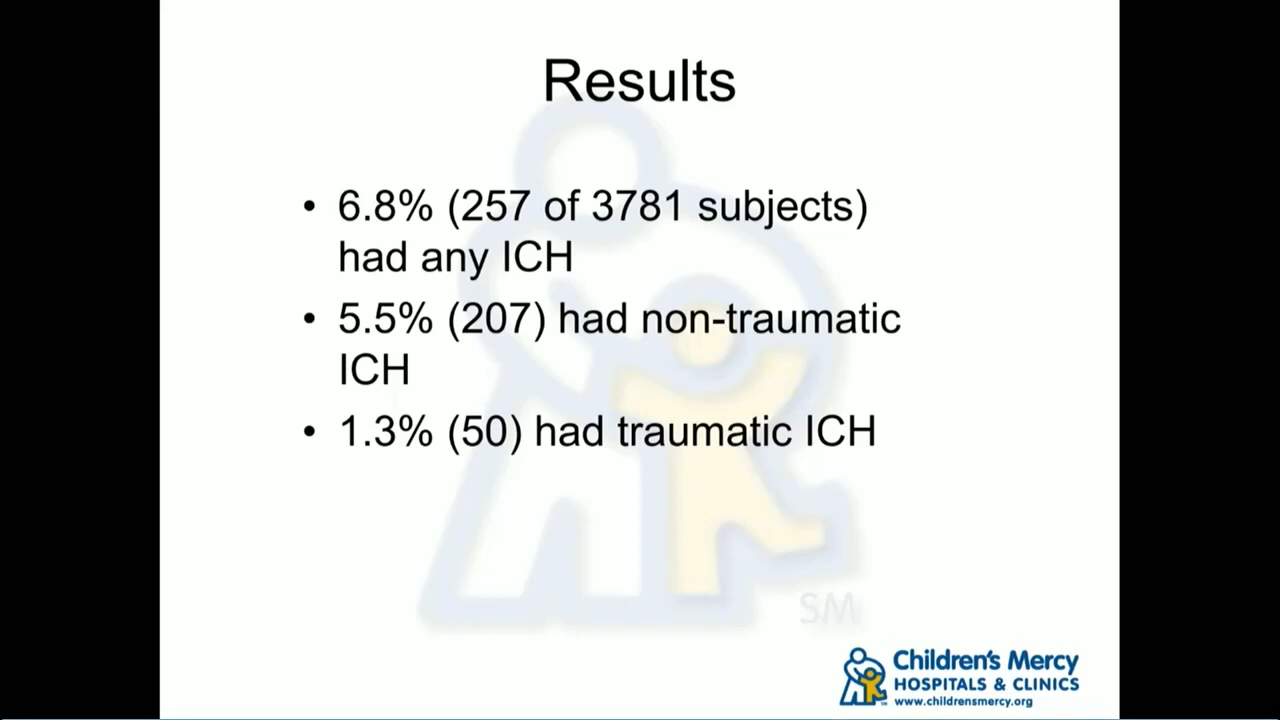 Results
• 6.8% (257 of 3781 subjects)
had any ICH
• 5.5% (207) had non-traumatic
ICH
• 1.3% (50) had traumatic ICH
SM
Children's Mercy
HOSPITALS & CLINICS
www.childrensmercy.org